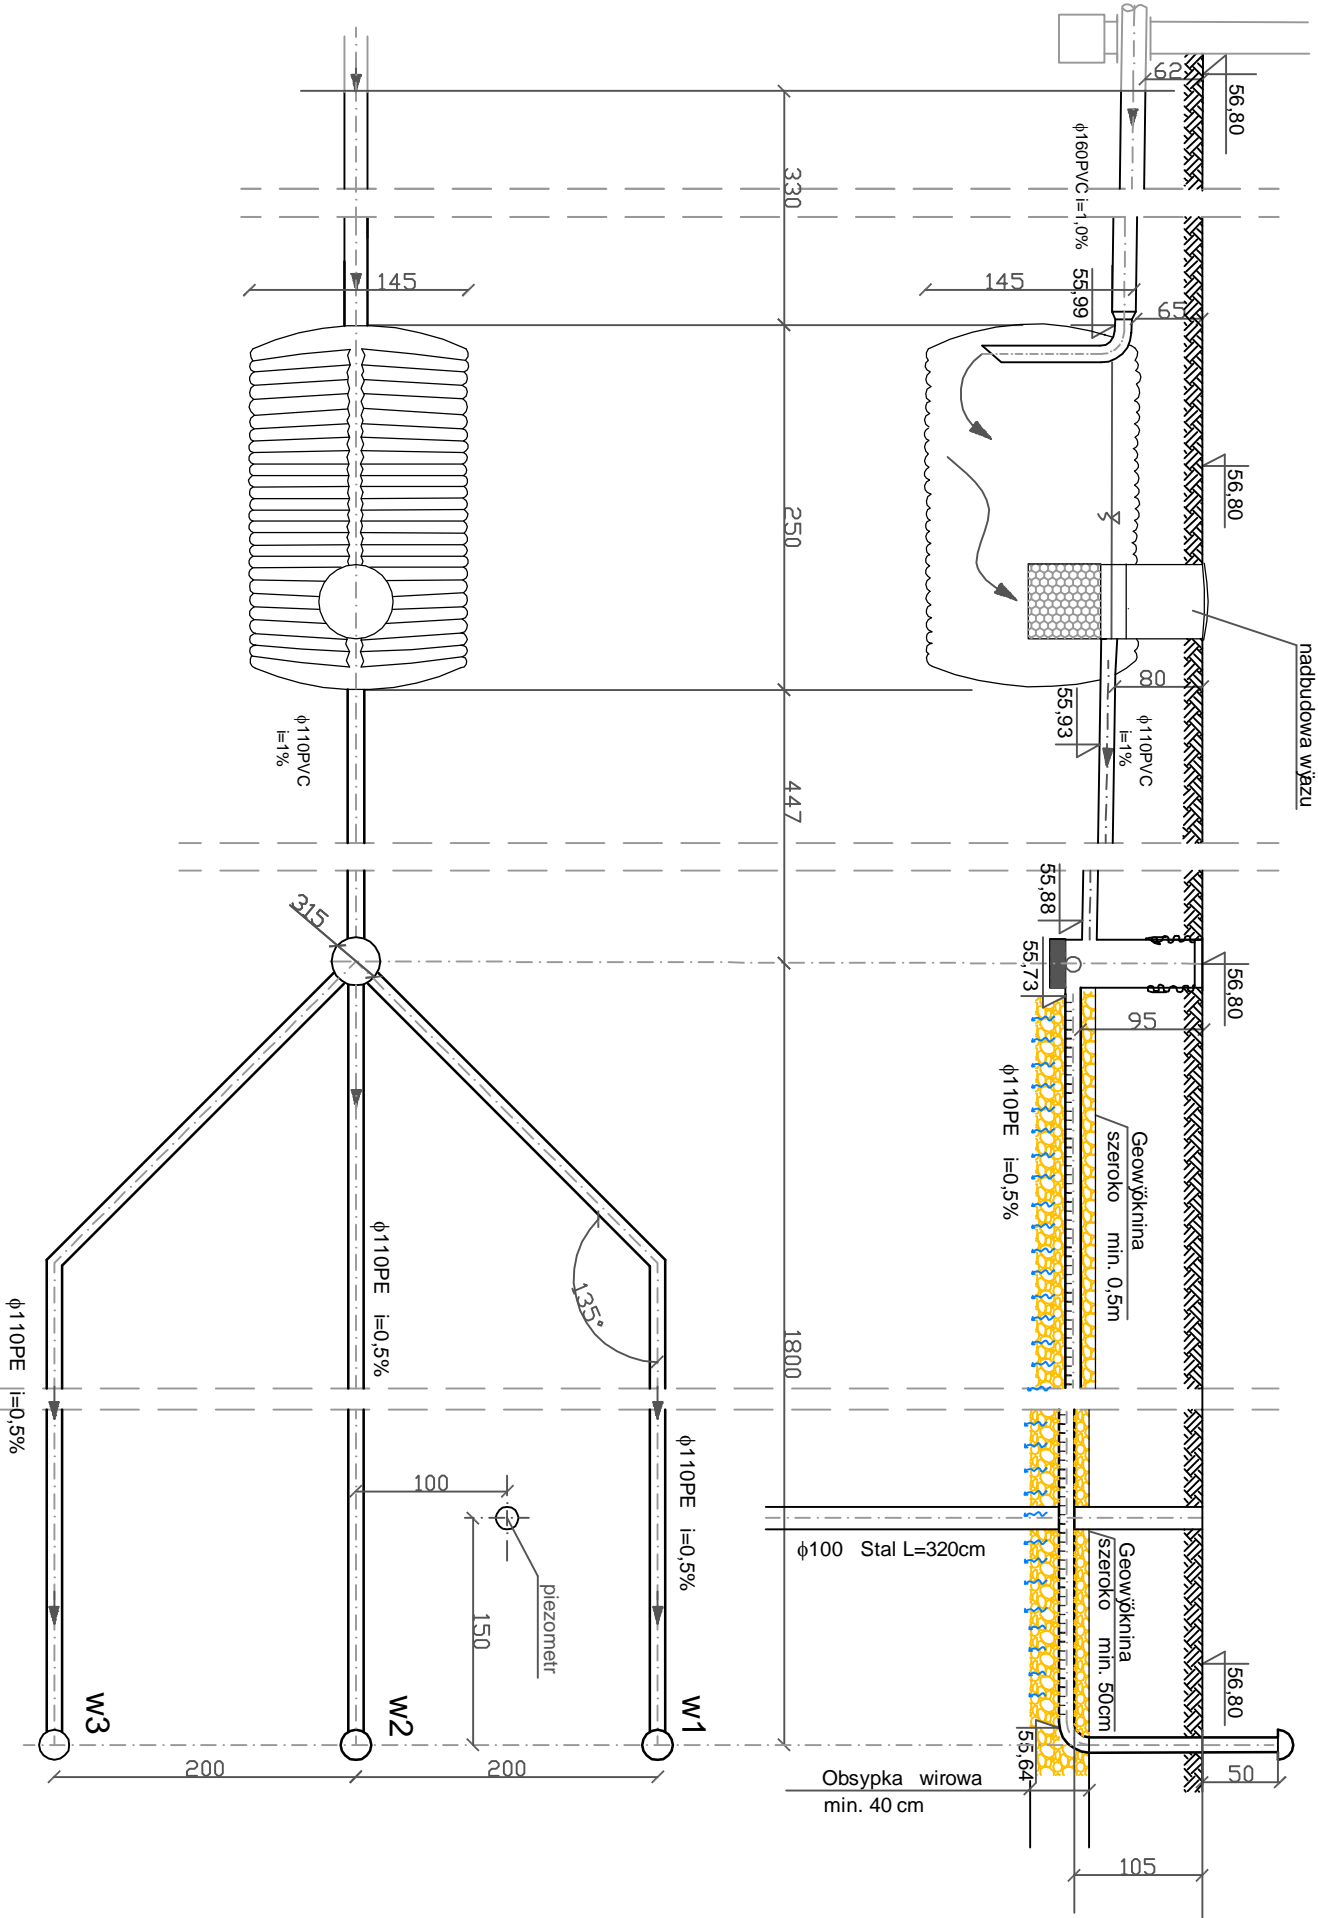 62
56,80
φ160PVC i=1,0%
55,99
65
145
145
330
250
56,80
nadbudowa wÿazu
80
55,93
φ110PVC
i=1%
φ110PVC
i=1%
447
55,88
55,73
56,80
95
315
φ110PE i=0,5%
Geowÿöknina
szeroko min. 0,5m
φ110PE i=0,5%
135°
1800
φ110PE i=0,5%
φ110PE i=0,5%
100
150
piezometr
φ100 Stal L=320cm
Geowÿöknina
szeroko min. 50cm
56,80
55,64
50
w1
w2
w3
200
200
Obsypka wirowa
min. 40 cm
105